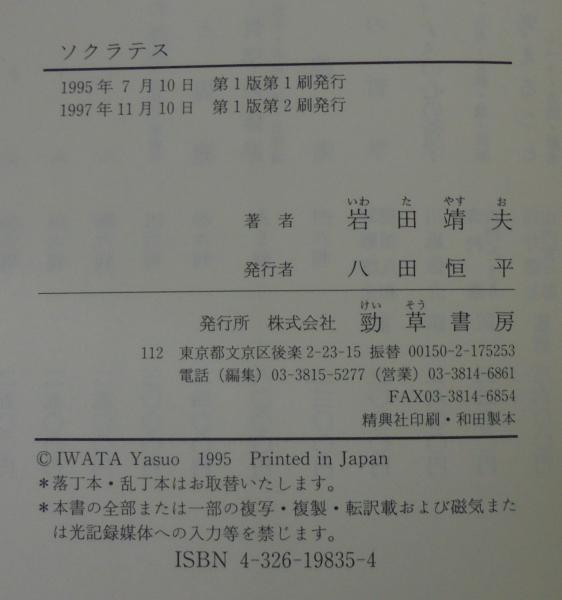 ソクラテス
1995年 7月10日 第1版第1刷発行
1997年11月10日 第1版第2刷発行
いわ た やす お
著者 岩田靖夫
発行者 八田恒平
けい そう
発行所 株式会社 勁草書房
112 東京都文京区後楽2-23-15 振替 00150-2-175253
電話（編集）03-3815-5277（営業）03-3814-6861
FAX03-3814-6854
精興社印刷・和田製本
© IWATA Yasuo 1995 Printed in Japan
＊落丁本・乱丁本はお取替いたします。
＊本書の全部または一部の複写・複製・転訳載および磁気また
は光記録媒体への入力等を禁じます。
ISBN 4-326-19835-4